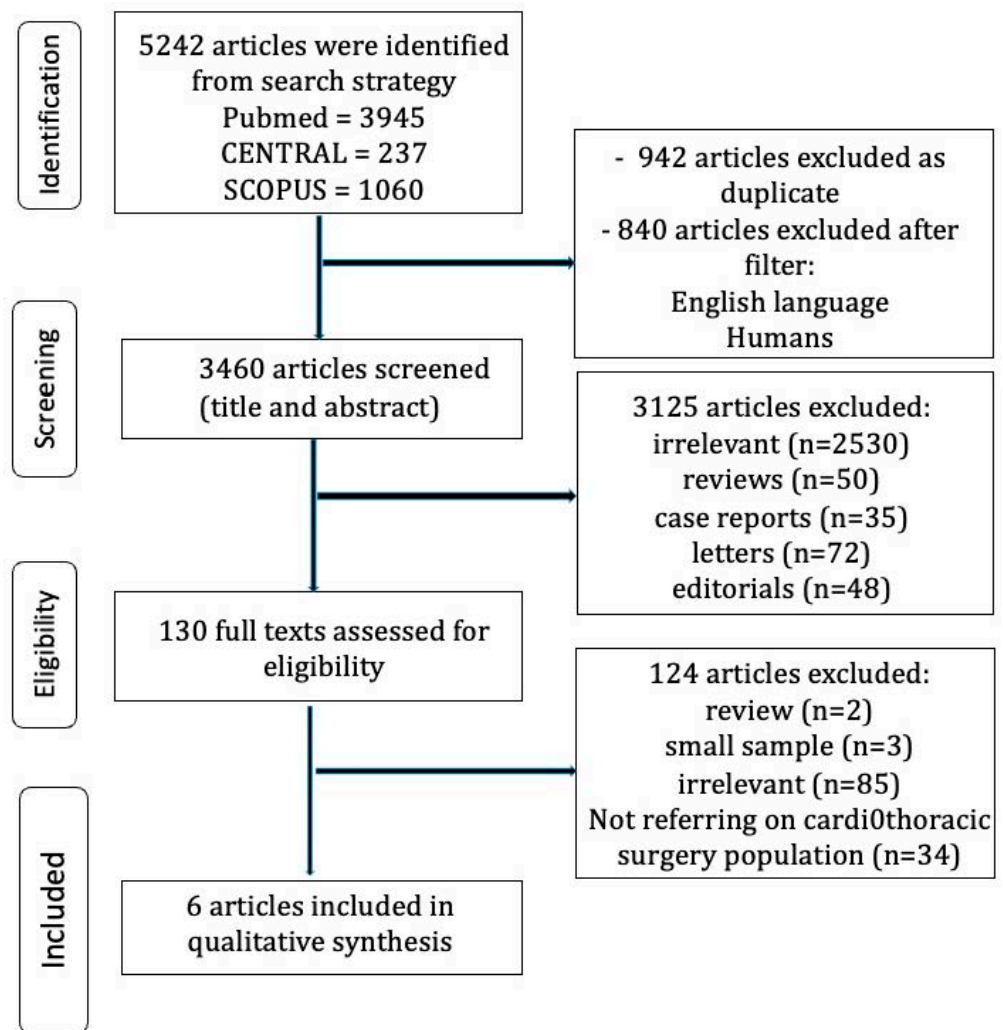 Identification
5242 articles were identified
from search strategy
Pubmed = 3945
CENTRAL = 237
SCOPUS = 1060
- 942 articles excluded as
duplicate
- 840 articles excluded after
filter:
English language
Humans
Screening
3460 articles screened
(title and abstract)
3125 articles excluded:
irrelevant (n=2530)
reviews (n=50)
case reports (n=35)
letters (n=72)
editorials (n=48)
Eligibility
130 full texts assessed for
eligibility
124 articles excluded:
review (n=2)
small sample (n=3)
irrelevant (n=85)
Not referring on cardi0thoracic
surgery population (n=34)
Included
6 articles included in
qualitative synthesis